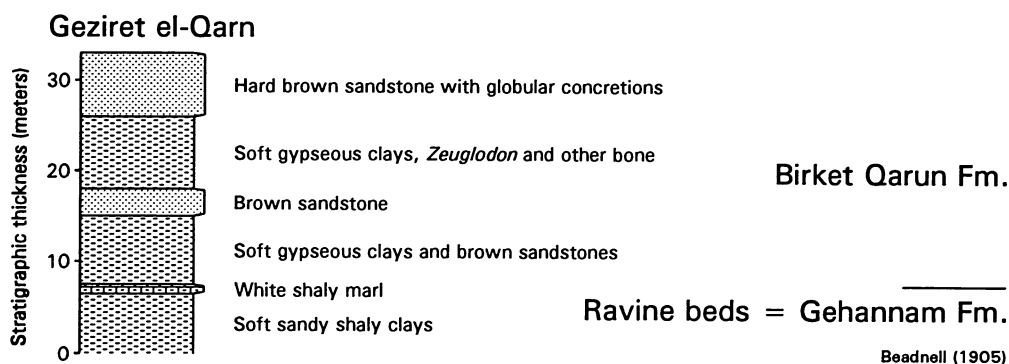 Geziret el-Qarn
Stratigraphic thickness (meters)
30
20
10
0
Hard brown sandstone with globular concretions
Soft gypseous clays, Zeuglodon and other bone
Brown sandstone
Soft gypseous clays and brown sandstones
White shaly marl
Soft sandy shaly clays
Birket Qarun Fm.
Ravine beds = Gehannam Fm.
Beadnell (1905)